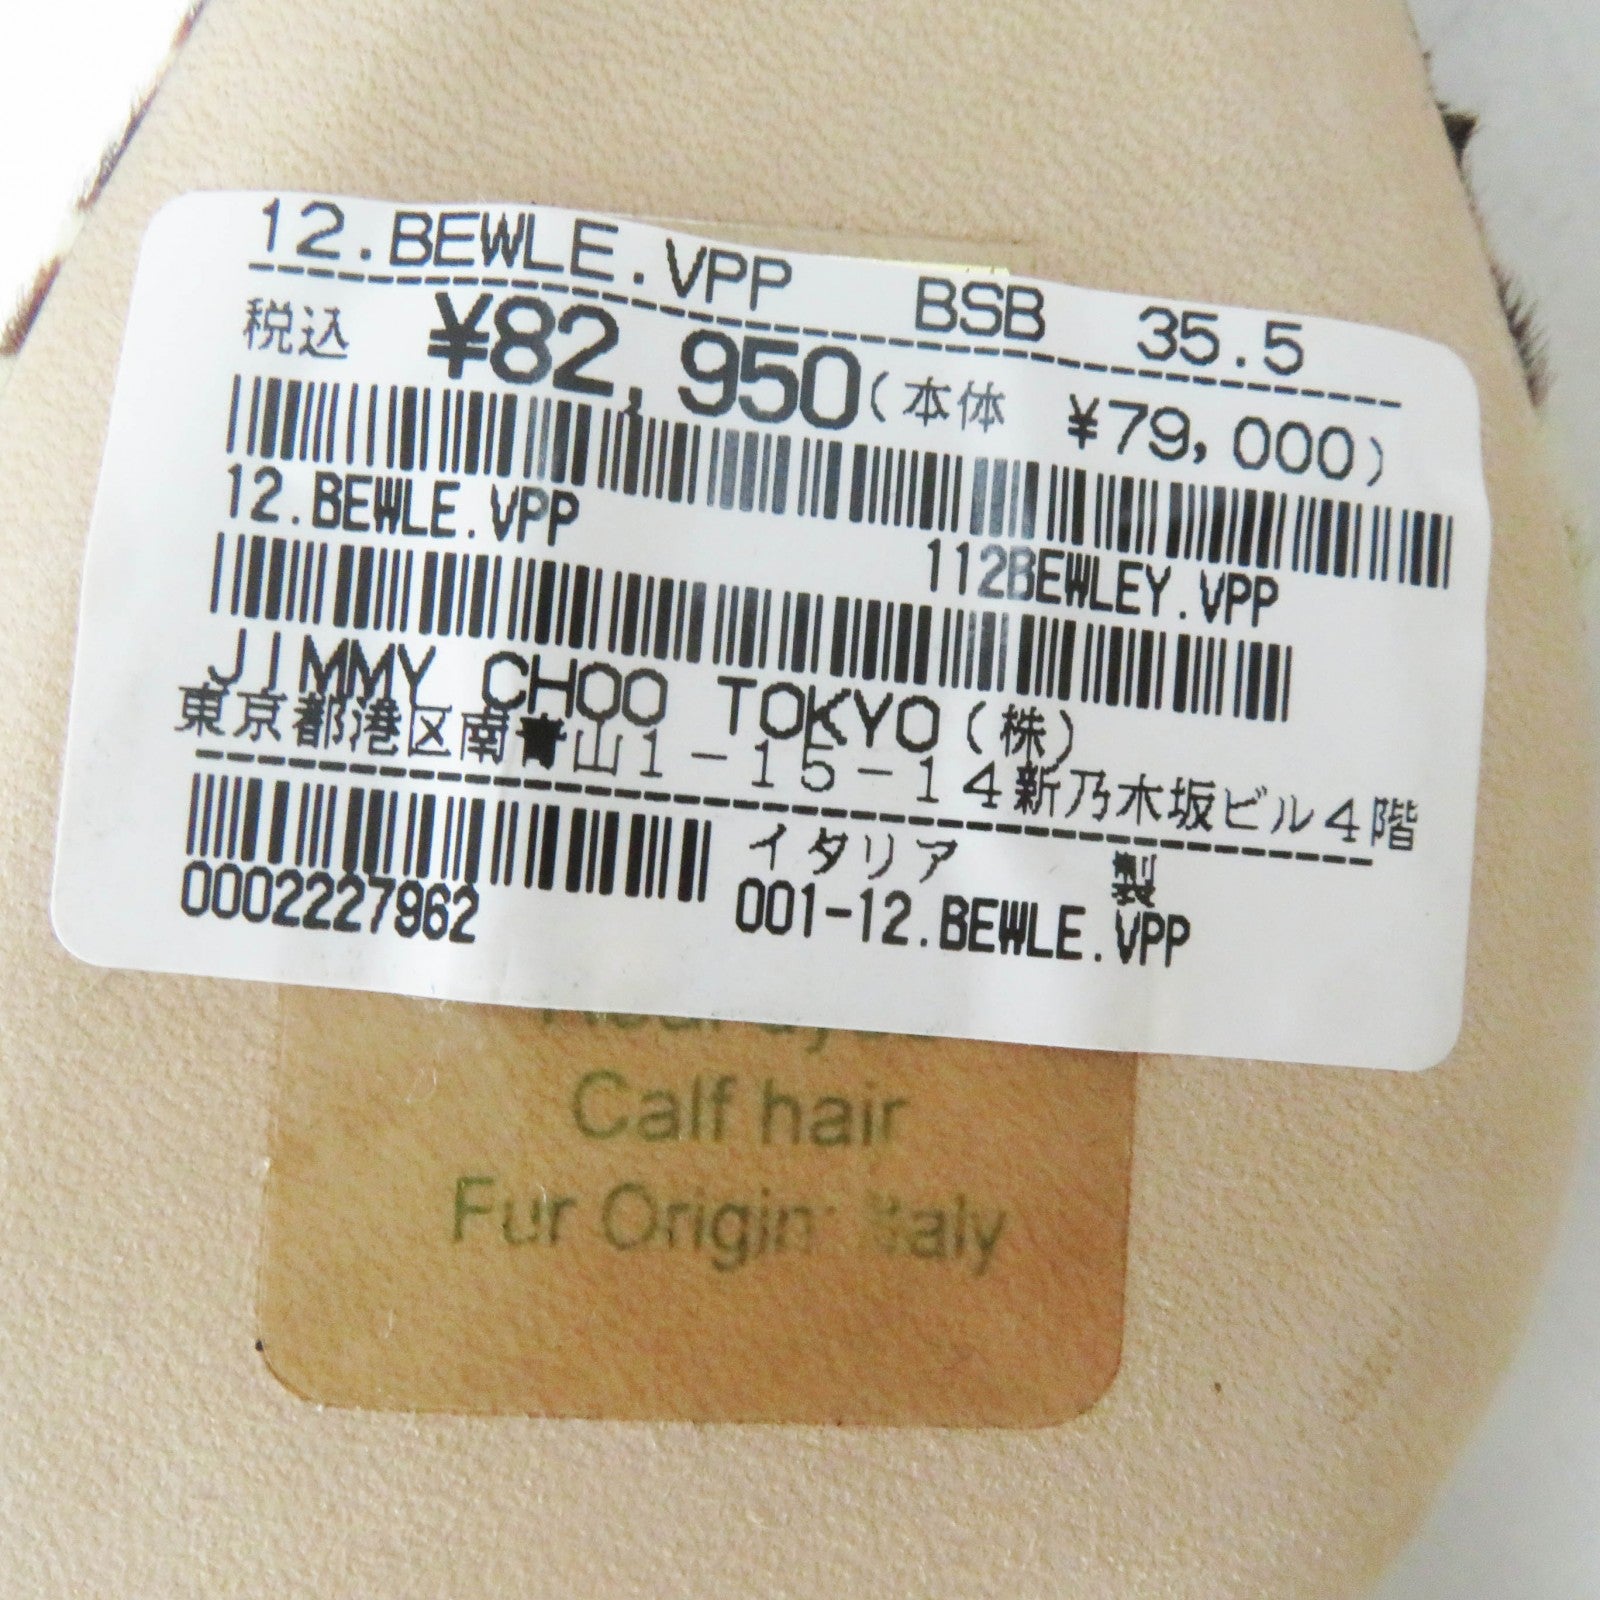 12.BEWLE.VPP BSB 35.5
税込 ¥82,950(本体 ¥79,000)
12.BEWLE.VPP
112BEWLEY.VPP
JIMMY CHOO TOKYO(株)
東京都港区南青山1-15-14新乃木坂ビル4階
イタリア 製
0002227962
001-12.BEWLE.VPP
Calf hair
Fur Origin: Italy